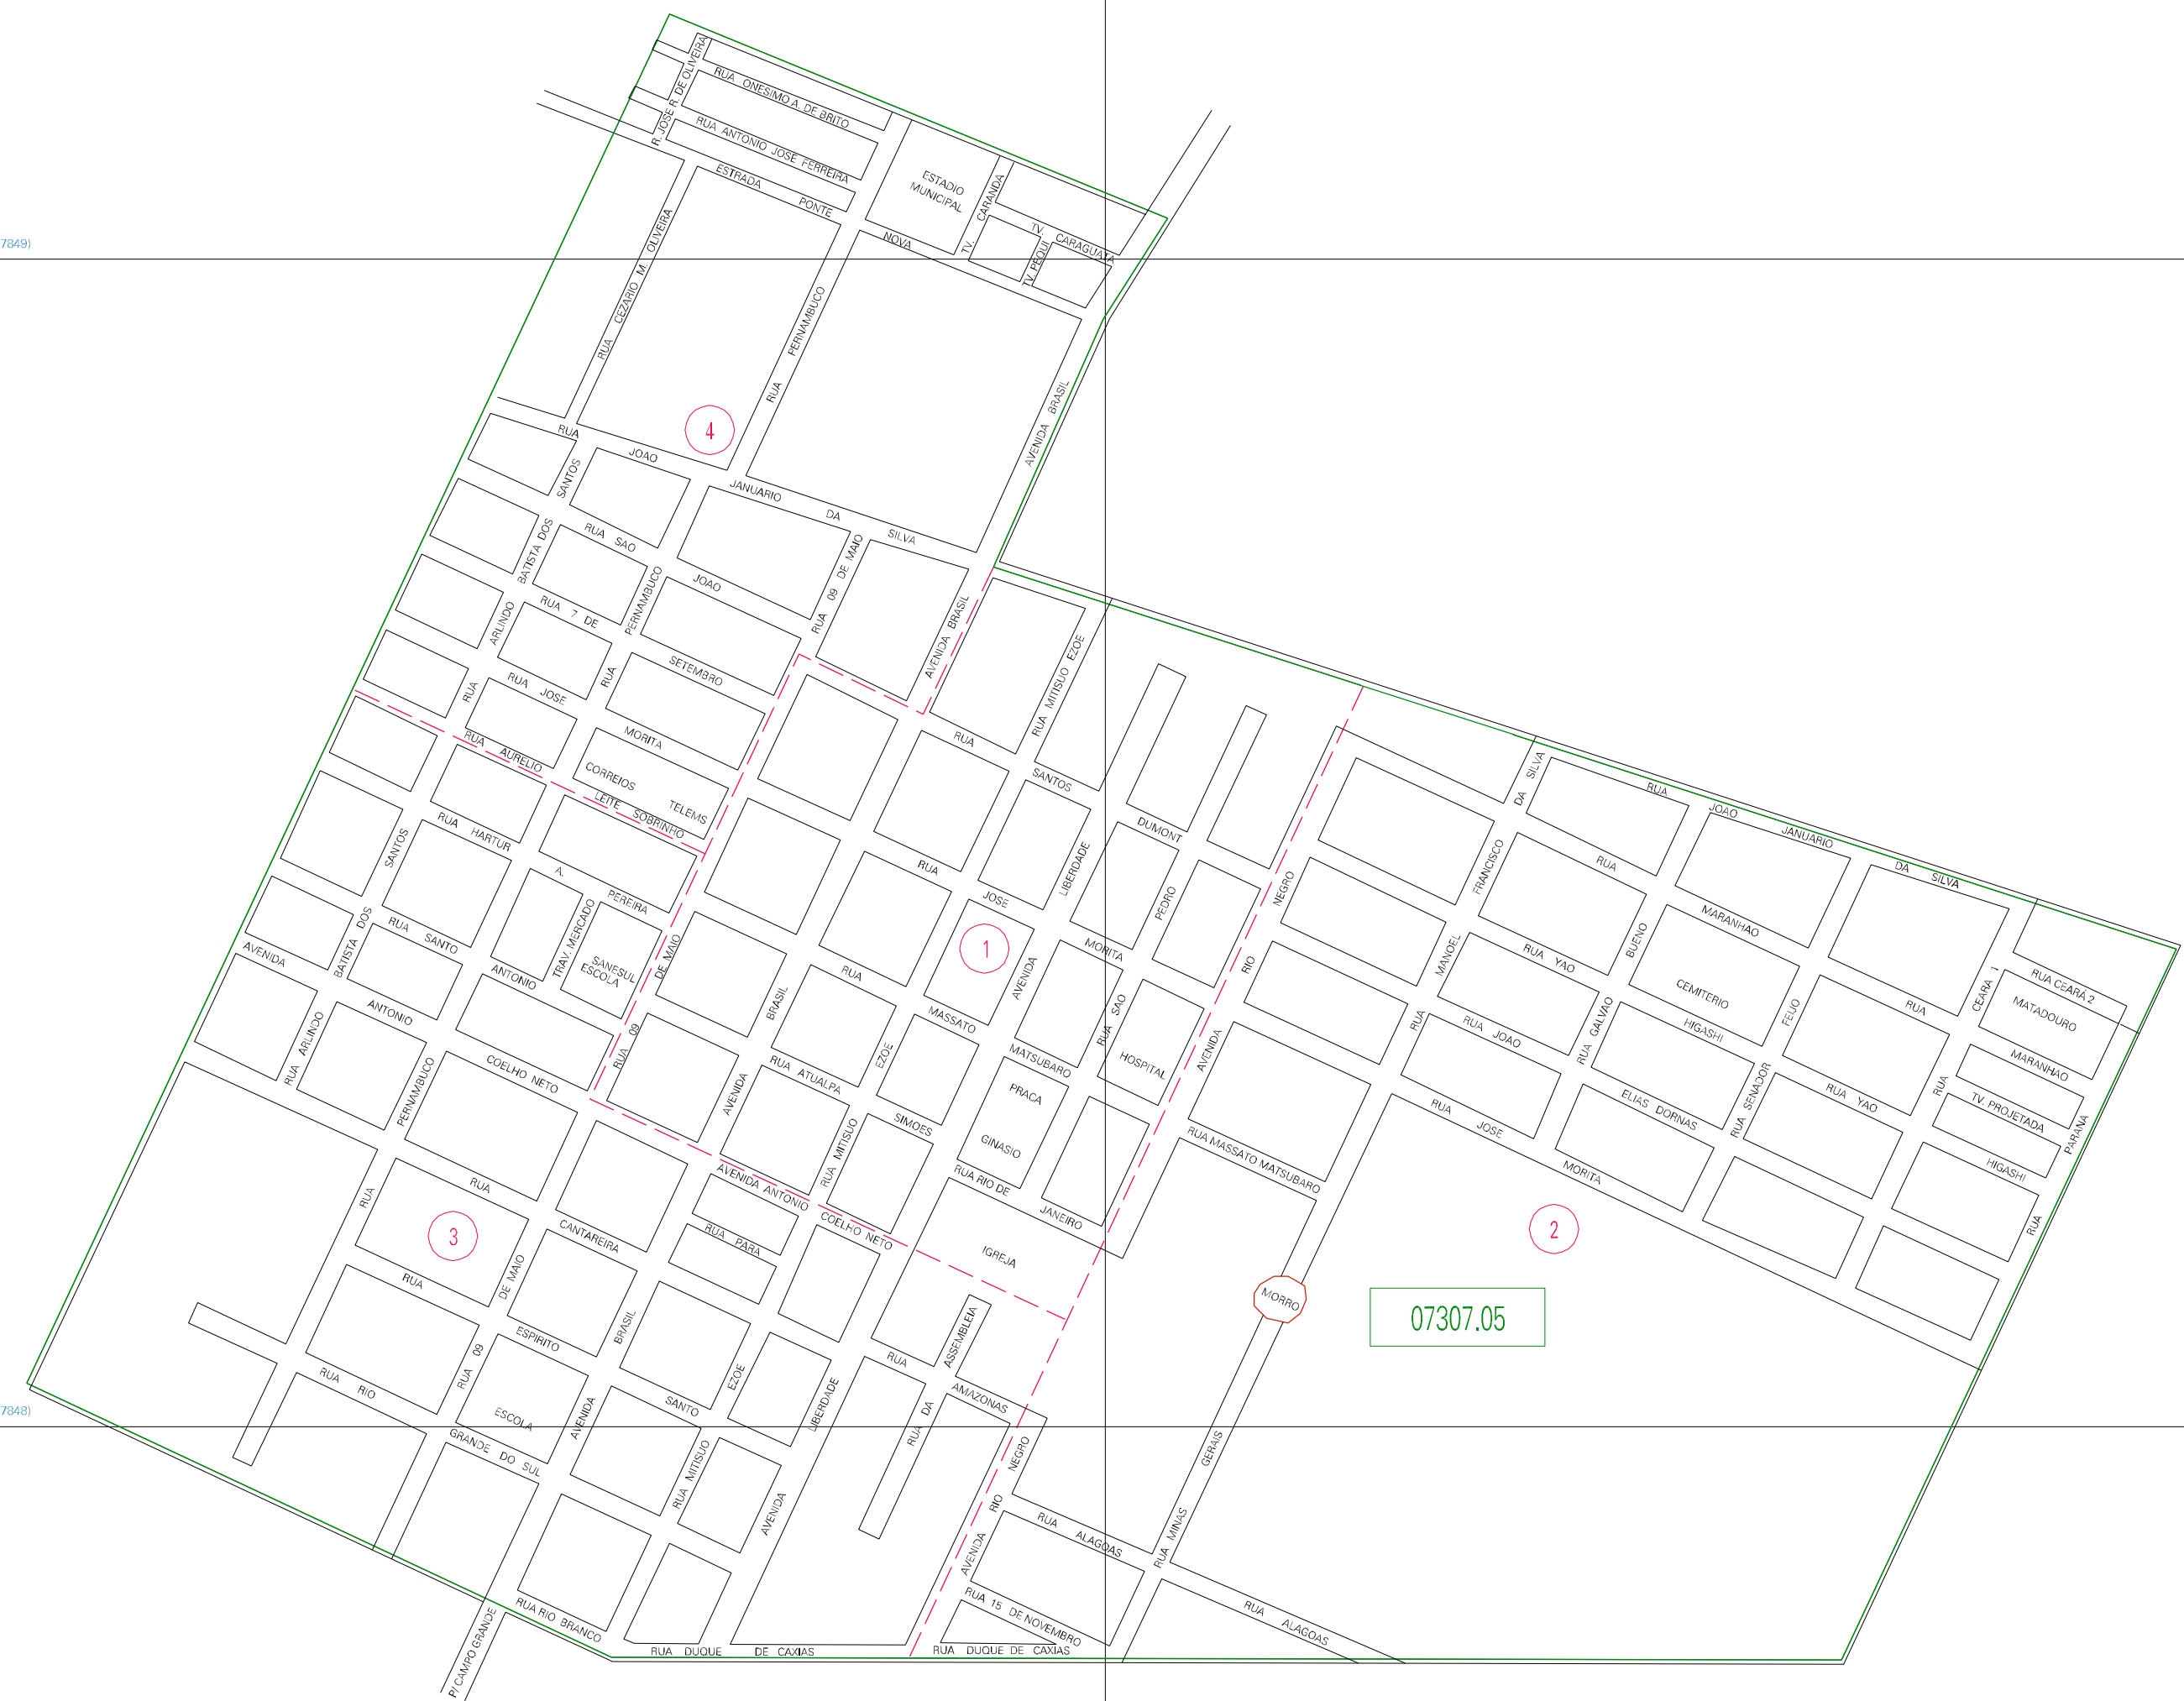 R. JOSE R. DE OLIVEIRA
RUA ONESIMO A. DE BRITO
RUA ANTONIO JOSE FERREIRA
ESTRADA PONTE NOVA
ESTADIO
MUNICIPAL
TV. CARANDA
TV. CARAGUATA
TV. PEQUI
7849)
RUA CEZARIO M. OLIVEIRA
RUA PERNAMBUCO
AVENIDA BRASIL
4
RUA JOAO JANUARIO DA SILVA
ARLINDO BATISTA DOS SANTOS
RUA SAO JOAO
RUA 09 DE MAIO
RUA PERNAMBUCO
RUA 7 DE SETEMBRO
AVENIDA BRASIL
RUA MITISUO EZOE
RUA
RUA JOSE MORITA
RUA AURELIO LEITE SOBRINHO
CORREIOS
TELEMS
RUA SANTOS DUMONT
RUA HARTUR A. PEREIRA
RUA JOSE MORITA
AVENIDA LIBERDADE
RUA SAO PEDRO
AVENIDA RIO NEGRO
RUA MANOEL FRANCISCO DA SILVA
RUA JOAO JANUARIO DA SILVA
RUA MARANHAO
RUA GALVAO BUENO
RUA YAO HIGASHI
CEMITERIO
RUA SENADOR FEIJO
RUA CEARA 1
RUA CEARÁ 2
MATADOURO
RUA MARANHAO
TV. PROJETADA
RUA YAO HIGASHI
RUA PARANA
RUA JOAO ELIAS DORNAS
RUA JOSE MORITA
1
RUA ARLINDO BATISTA DOS SANTOS
RUA SANTO ANTONIO
TRAV. MERCADO
SANESUL
ESCOLA
RUA 09 DE MAIO
AVENIDA BRASIL
RUA MASSATO MATSUBARO
RUA MITISUO EZOE
RUA ATUALPA SIMOES
HOSPITAL
PRACA
GINASIO
RUA MASSATO MATSUBARO
AVENIDA ANTONIO COELHO NETO
RUA PERNAMBUCO
AVENIDA ANTONIO COELHO NETO
RUA RIO DE JANEIRO
IGREJA
RUA PARA
RUA CANTAREIRA
3
2
MORRO
07307.05
RUA ESPIRITO SANTO
RUA 09 DE MAIO
AVENIDA BRASIL
RUA MITISUO EZOE
AVENIDA LIBERDADE
ASSEMBLEIA
RUA DA
RUA AMAZONAS
7848)
RUA RIO GRANDE DO SUL
ESCOLA
AVENIDA RIO NEGRO
RUA MINAS GERAIS
RUA ALAGOAS
RUA ALAGOAS
RUA 15 DE NOVEMBRO
RUA RIO BRANCO
RUA DUQUE DE CAXIAS
RUA DUQUE DE CAXIAS
P/ CAMPO GRANDE